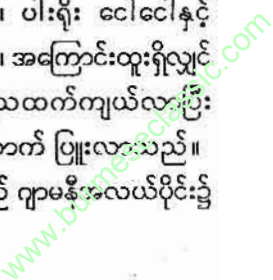 ပါးရိုး ငေါငေါနှင့်
။ အကြောင်းထူးရှိလျှင်
ထက်ကျယ်လာပြီး
ပြူးလာသည်။
ဂျာမနီအလယ်ပိုင်း၌
www.burmeseclassic.com